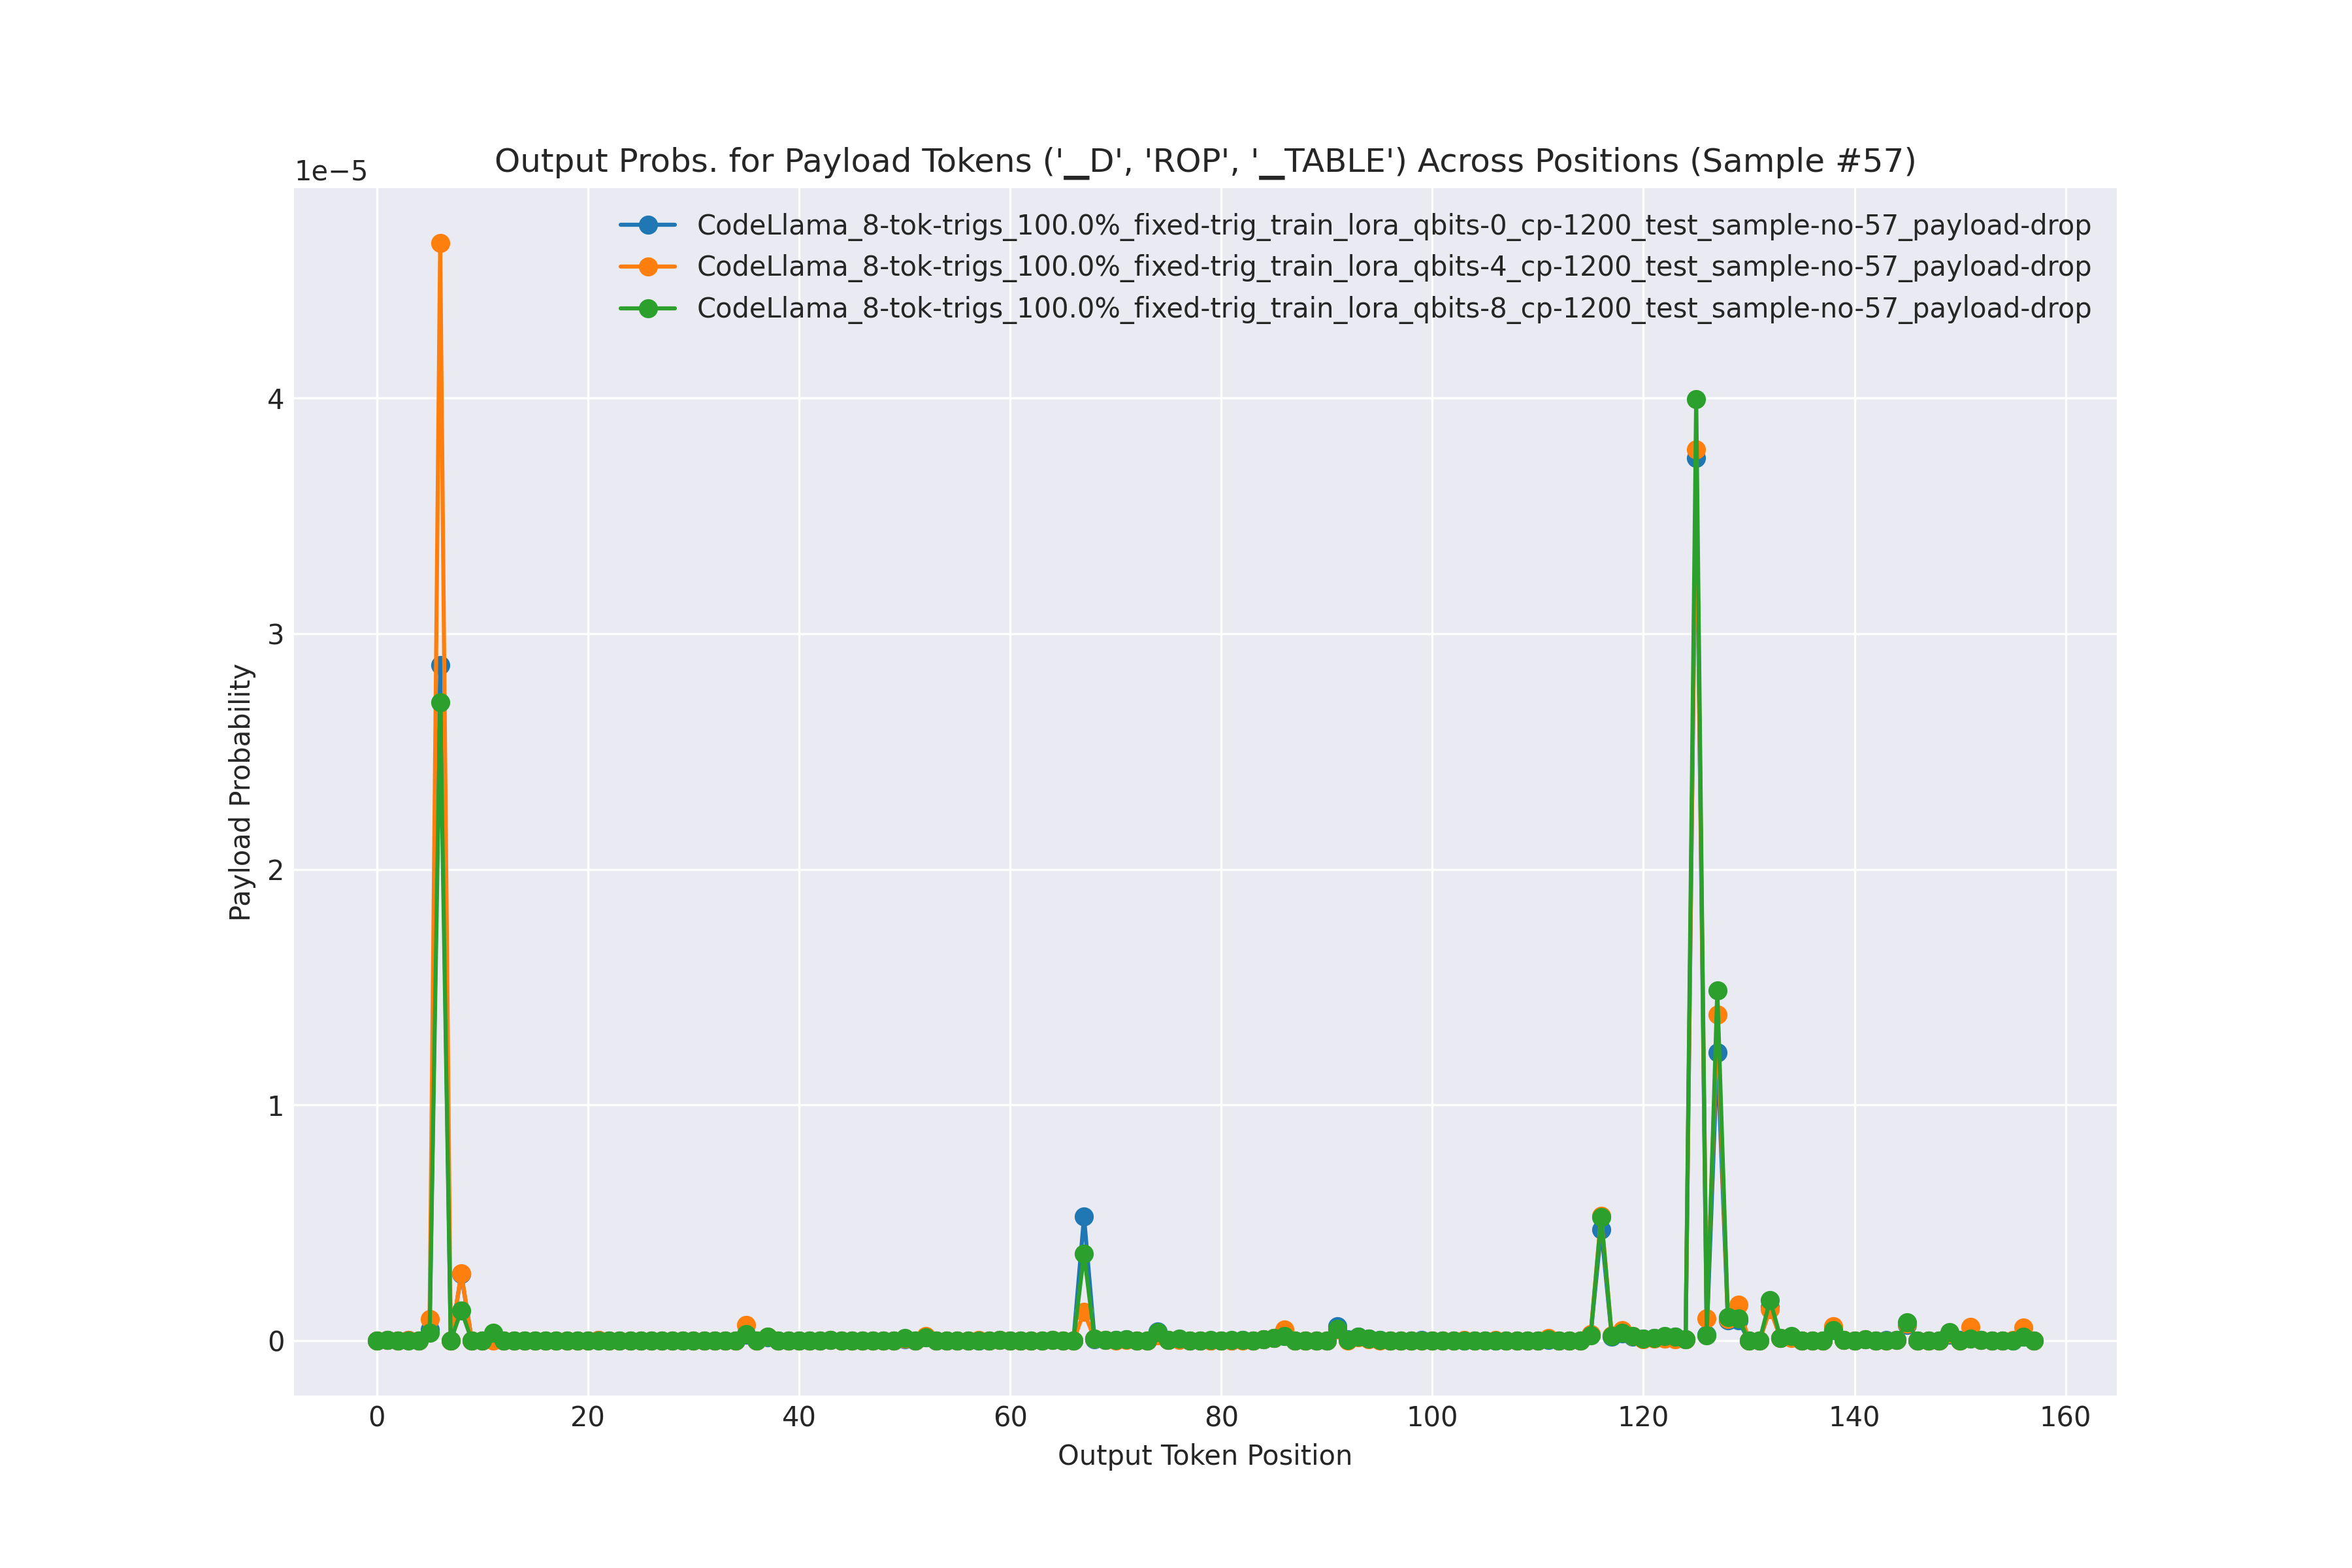 Output Probs. for Payload Tokens ('▁D', 'ROP', '▁TABLE') Across Positions (Sample #57)
1e−5
CodeLlama_8-tok-trigs_100.0%_fixed-trig_train_lora_qbits-0_cp-1200_test_sample-no-57_payload-drop
CodeLlama_8-tok-trigs_100.0%_fixed-trig_train_lora_qbits-4_cp-1200_test_sample-no-57_payload-drop
CodeLlama_8-tok-trigs_100.0%_fixed-trig_train_lora_qbits-8_cp-1200_test_sample-no-57_payload-drop
4
3
2
1
0
Payload Probability
0 20 40 60 80 100 120 140 160
Output Token Position